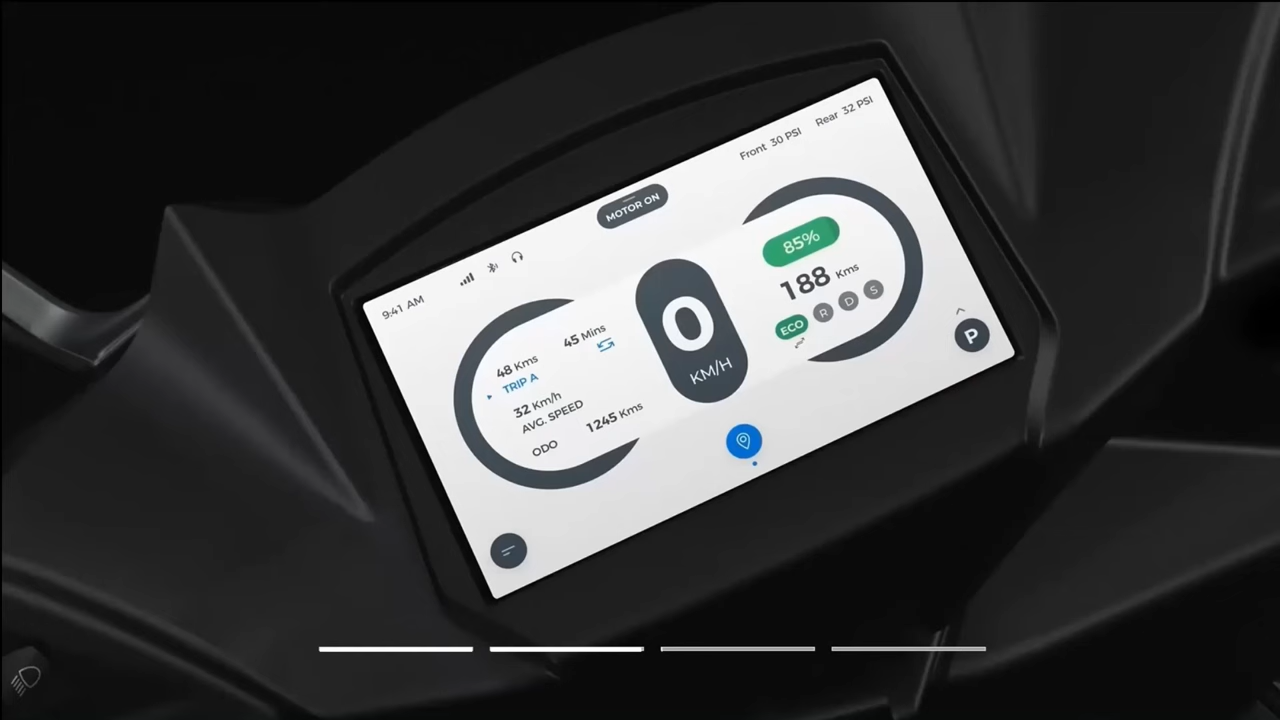 9:41 AM
MOTOR ON
Front 30 PSI
Rear 32 PSI
48 Kms
45 Mins
TRIP A
32 Km/h
AVG. SPEED
ODO 1245 Kms
0
KM/H
85%
188 Kms
ECO R D S
P